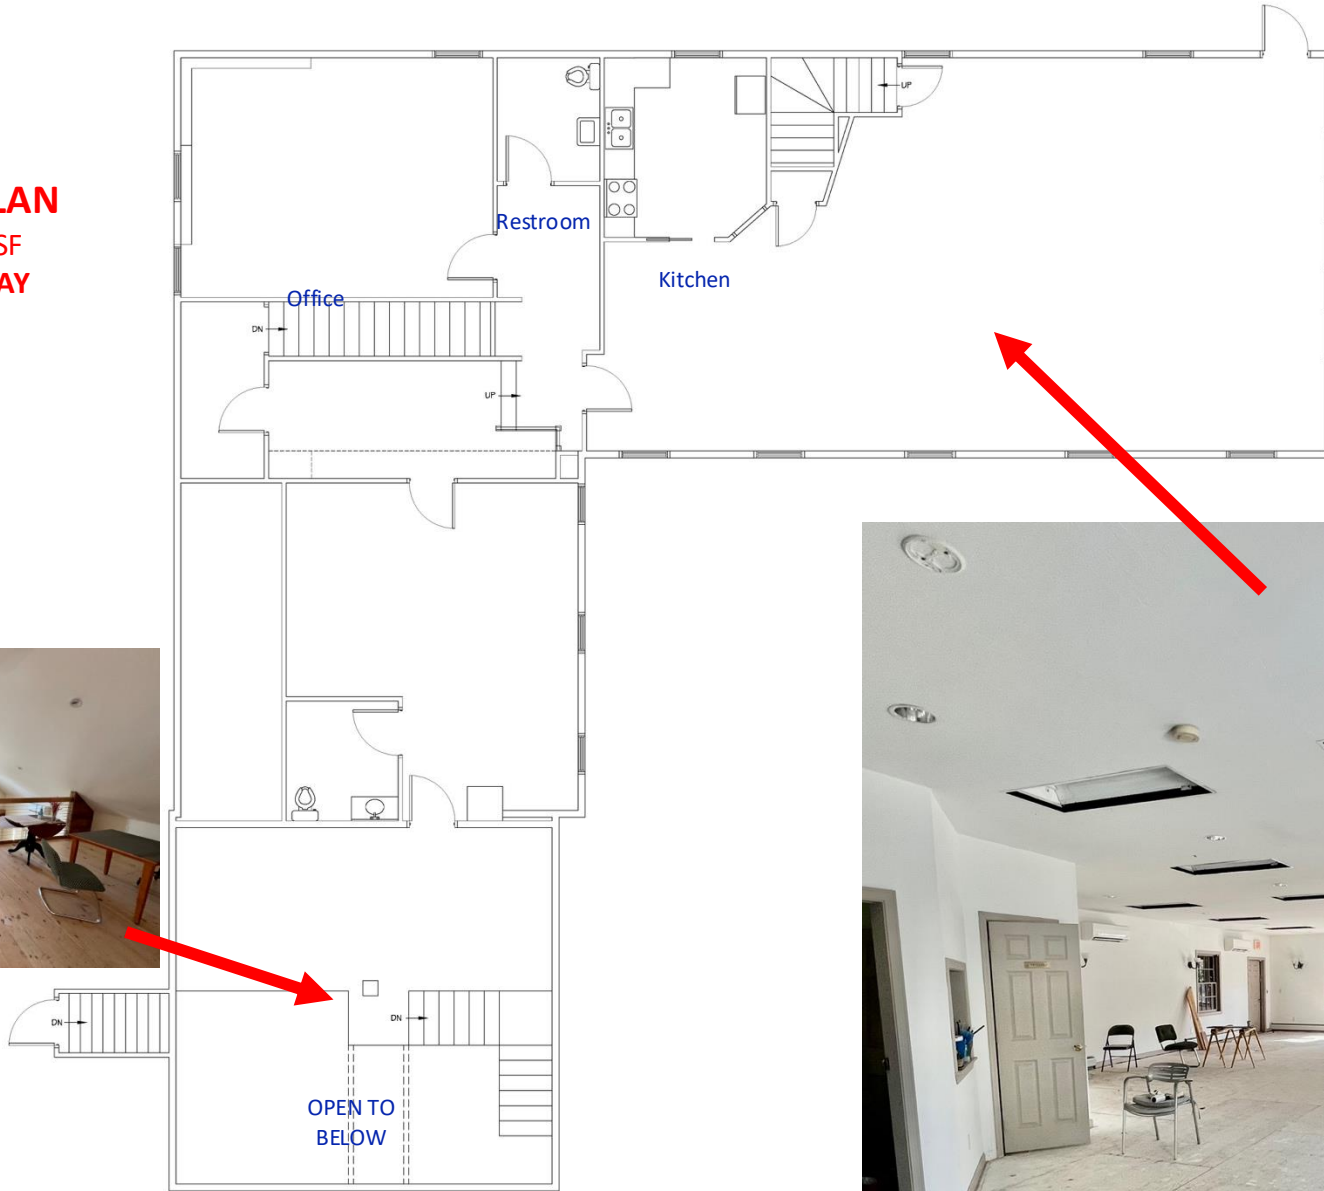 LAN
SF
AY
UP
Restroom
Kitchen
Office
DN
UP
DN
DN
OPEN TO
BELOW